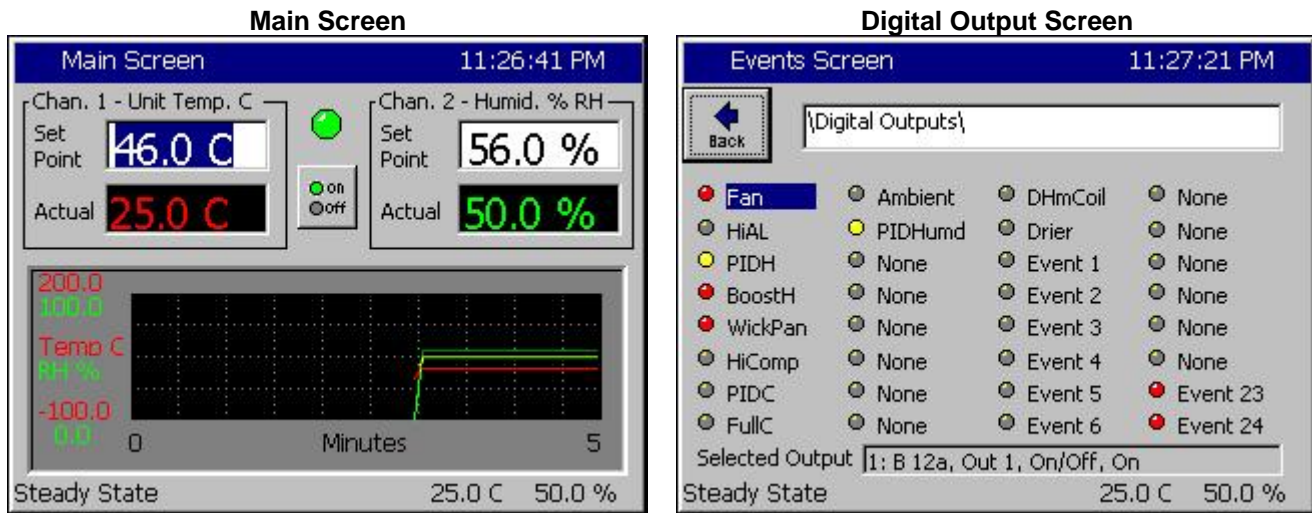 Main Screen
Main Screen 11:26:41 PM
Chan. 1 - Unit Temp. C
Chan. 2 - Humid. % RH
Set Point 46.0 C
Set Point 56.0 %
on
off
Actual 25.0 C
Actual 50.0 %
200.0
100.0
Temp C
RH %
-100.0
0.0
0 Minutes 5
Steady State 25.0 C 50.0 %
Digital Output Screen
Events Screen 11:27:21 PM
Back
\Digital Outputs\
Fan Ambient DHmCoil None
HiAL PIDHumd Drier None
PIDH None Event 1 None
BoostH None Event 2 None
WickPan None Event 3 None
HiComp None Event 4 None
PIDC None Event 5 Event 23
FullC None Event 6 Event 24
Selected Output 1: B 12a, Out 1, On/Off, On
Steady State 25.0 C 50.0 %